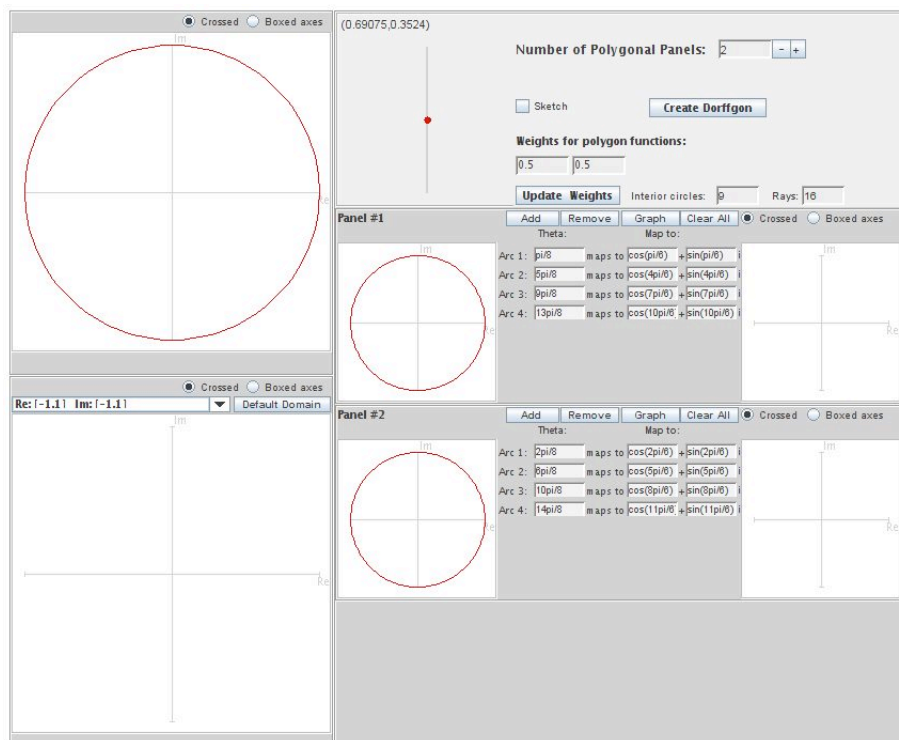 Crossed Boxed axes
Im
Re
(0.69075,0.3524)
Number of Polygonal Panels: 2 - +
Sketch Create Dorffgon
Weights for polygon functions:
0.5 0.5
Update Weights Interior circles: 9 Rays: 16
Panel #1 Add Remove Graph Clear All Crossed Boxed axes
Theta: Map to:
Im
Re
Arc 1: pi/8 maps to cos(pi/6) + sin(pi/6) i
Arc 2: 5pi/8 maps to cos(4pi/6) + sin(4pi/6) i
Arc 3: 9pi/8 maps to cos(7pi/6) + sin(7pi/6) i
Arc 4: 13pi/8 maps to cos(10pi/6) + sin(10pi/6) i
Im
Re
Crossed Boxed axes
Re: [-1,1] Im: [-1,1] Default Domain
Im
Re
Panel #2 Add Remove Graph Clear All Crossed Boxed axes
Theta: Map to:
Im
Re
Arc 1: 2pi/8 maps to cos(2pi/6) + sin(2pi/6) i
Arc 2: 6pi/8 maps to cos(5pi/6) + sin(5pi/6) i
Arc 3: 10pi/8 maps to cos(8pi/6) + sin(8pi/6) i
Arc 4: 14pi/8 maps to cos(11pi/6) + sin(11pi/6) i
Im
Re